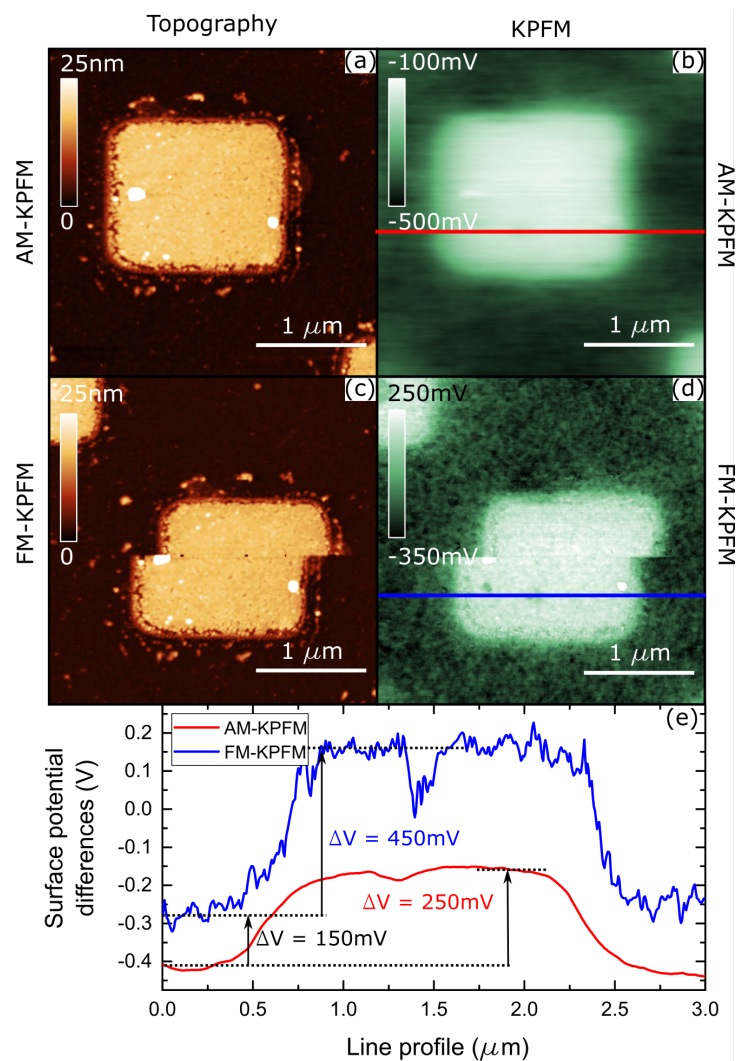 Topography
KPFM
25nm
(a)
0
1 μm
AM-KPFM
-100mV
(b)
-500mV
AM-KPFM
25nm
(c)
0
1 μm
FM-KPFM
250mV
(d)
-350mV
1 μm
FM-KPFM
(e)
AM-KPFM
FM-KPFM
0.2
0.1
0.0
-0.1
-0.2
-0.3
-0.4
Surface potential
differences (V)
ΔV = 450mV
ΔV = 250mV
ΔV = 150mV
0.0
0.5
1.0
1.5
2.0
2.5
3.0
Line profile (μm)